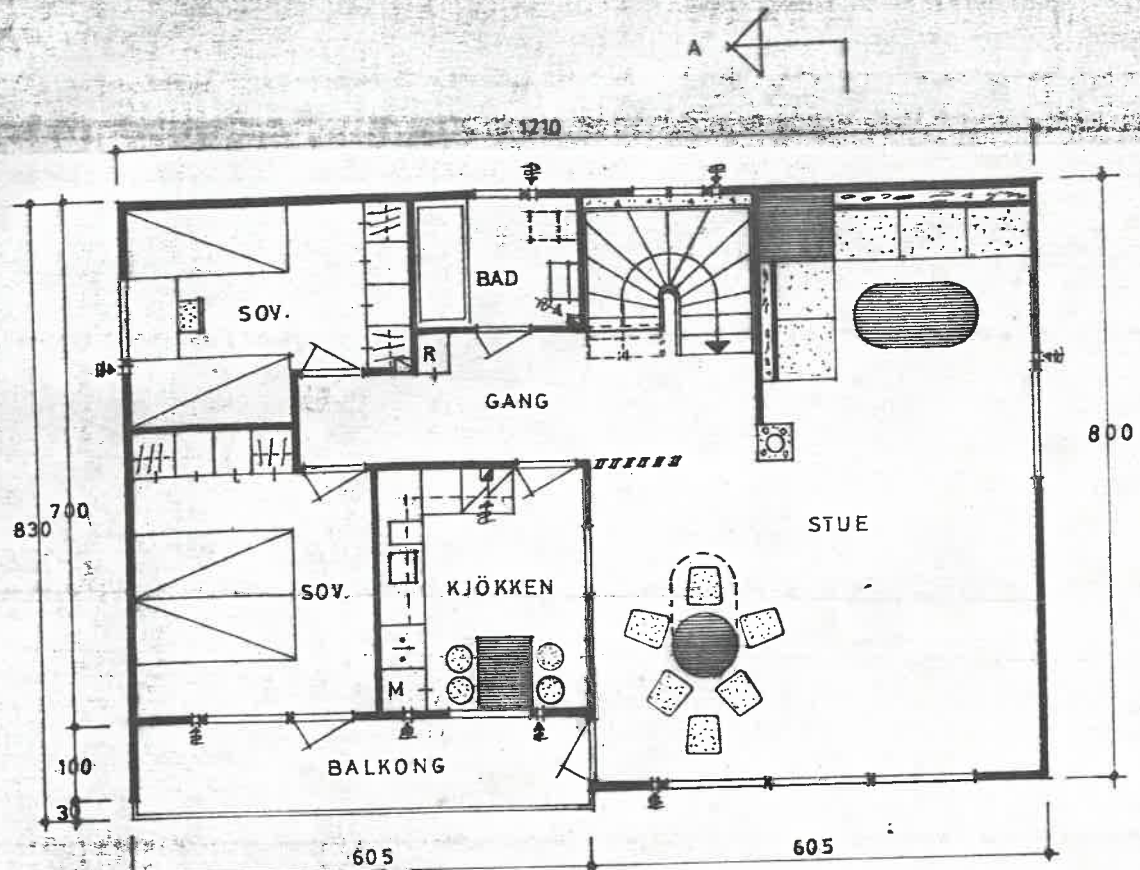 A
1210
SOV.
BAD
R
GANG
800
830
700
STUE
SOV.
KJÖKKEN
M
100
BALKONG
30
605
605